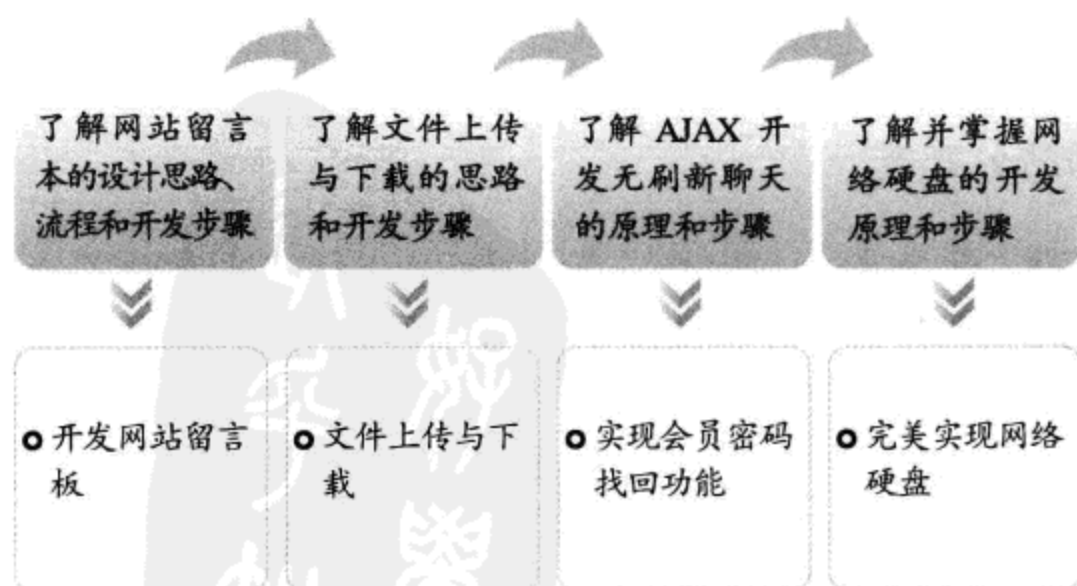 了解网站留言
本的设计思路、
流程和开发步骤
了解文件上传
与下载的思路
和开发步骤
了解 AJAX 开
发无刷新聊天
的原理和步骤
了解并掌握网
络硬盘的开发
原理和步骤
开发网站留言
板
文件上传与下
载
实现会员密码
找回功能
完美实现网络
硬盘